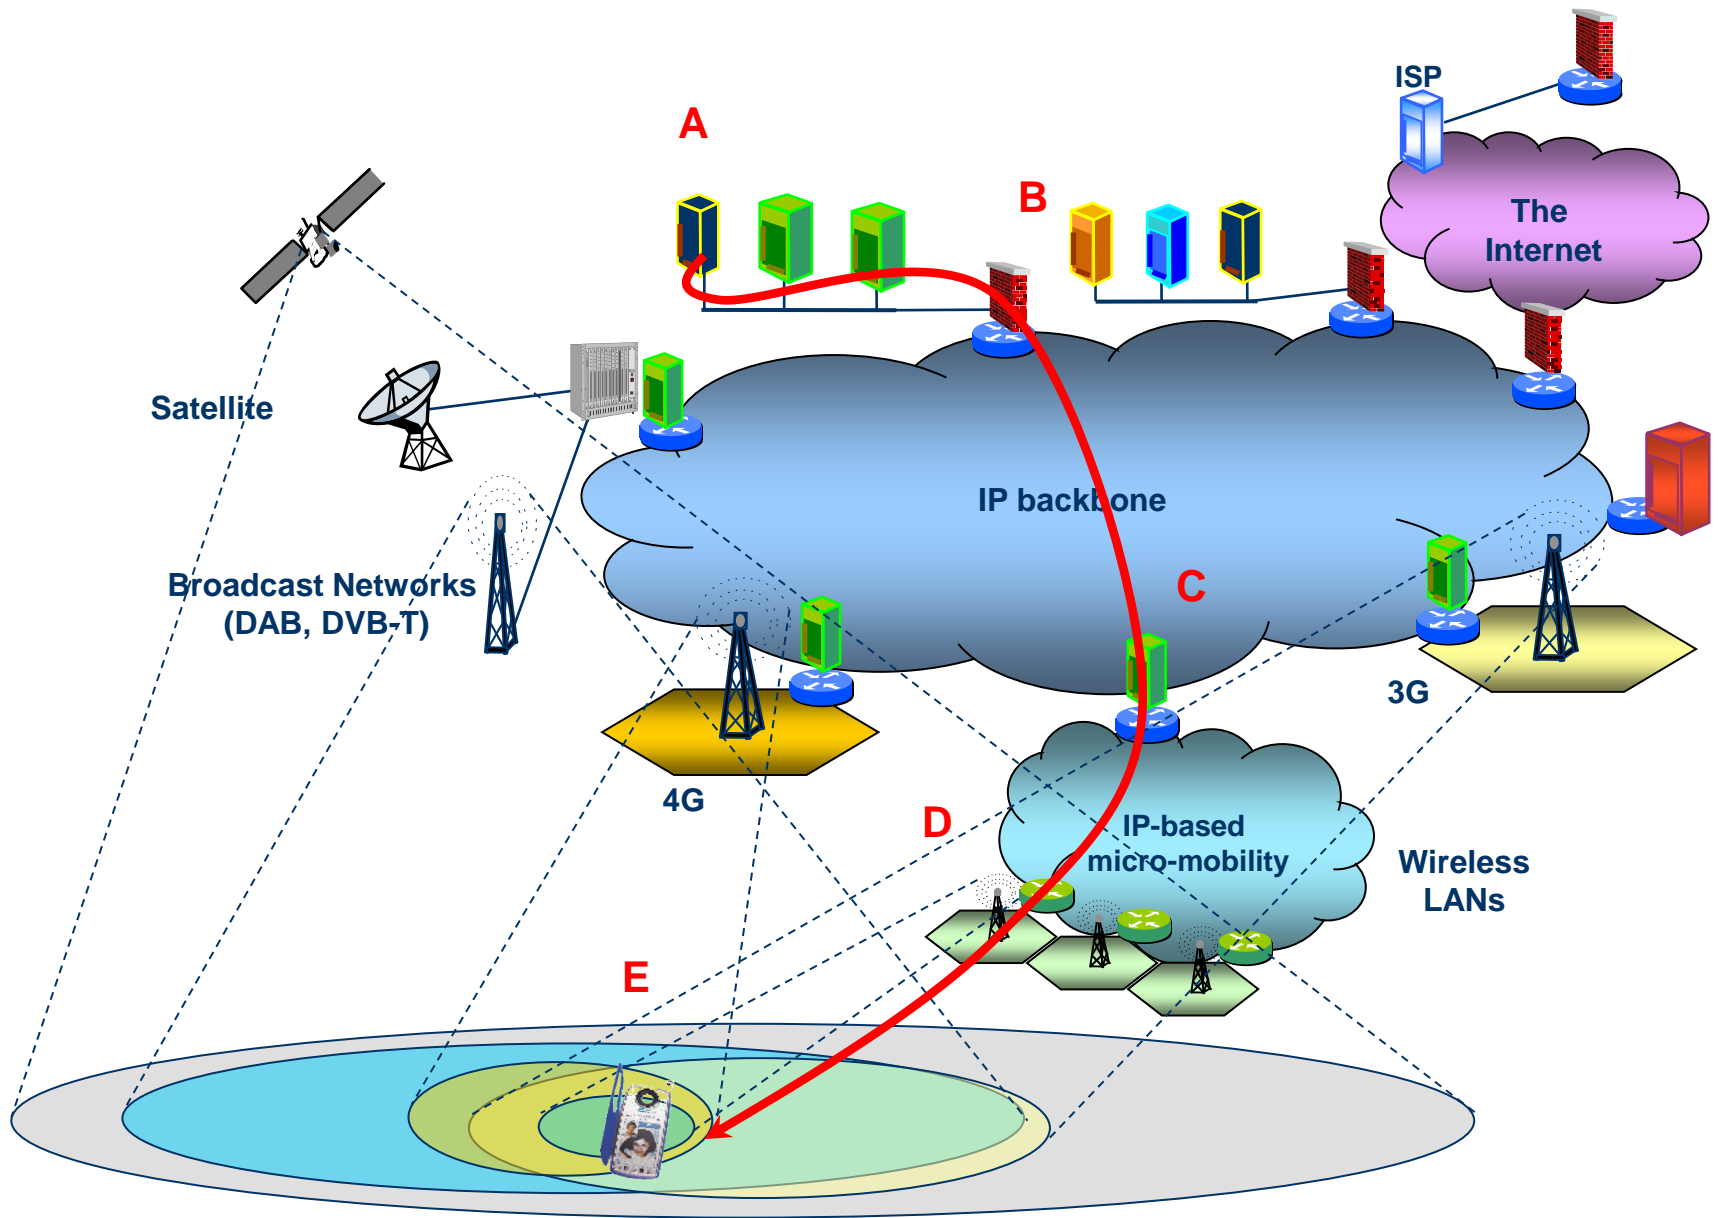 ISP
A
B
The
Internet
Satellite
IP backbone
Broadcast Networks
(DAB, DVB-T)
C
3G
4G
D
IP-based
micro-mobility
Wireless
LANs
E